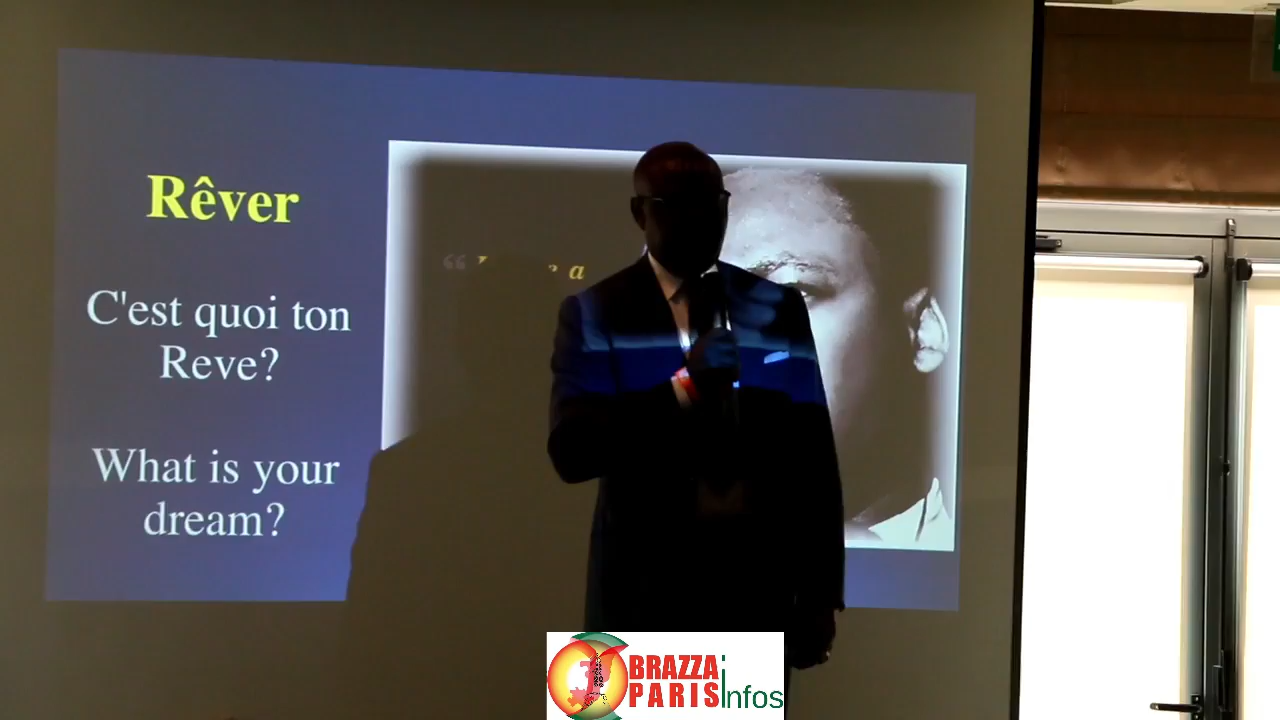 Rêver
C'est quoi ton
Reve?
What is your
dream?
“ a
BRAZZA
PARIS infos